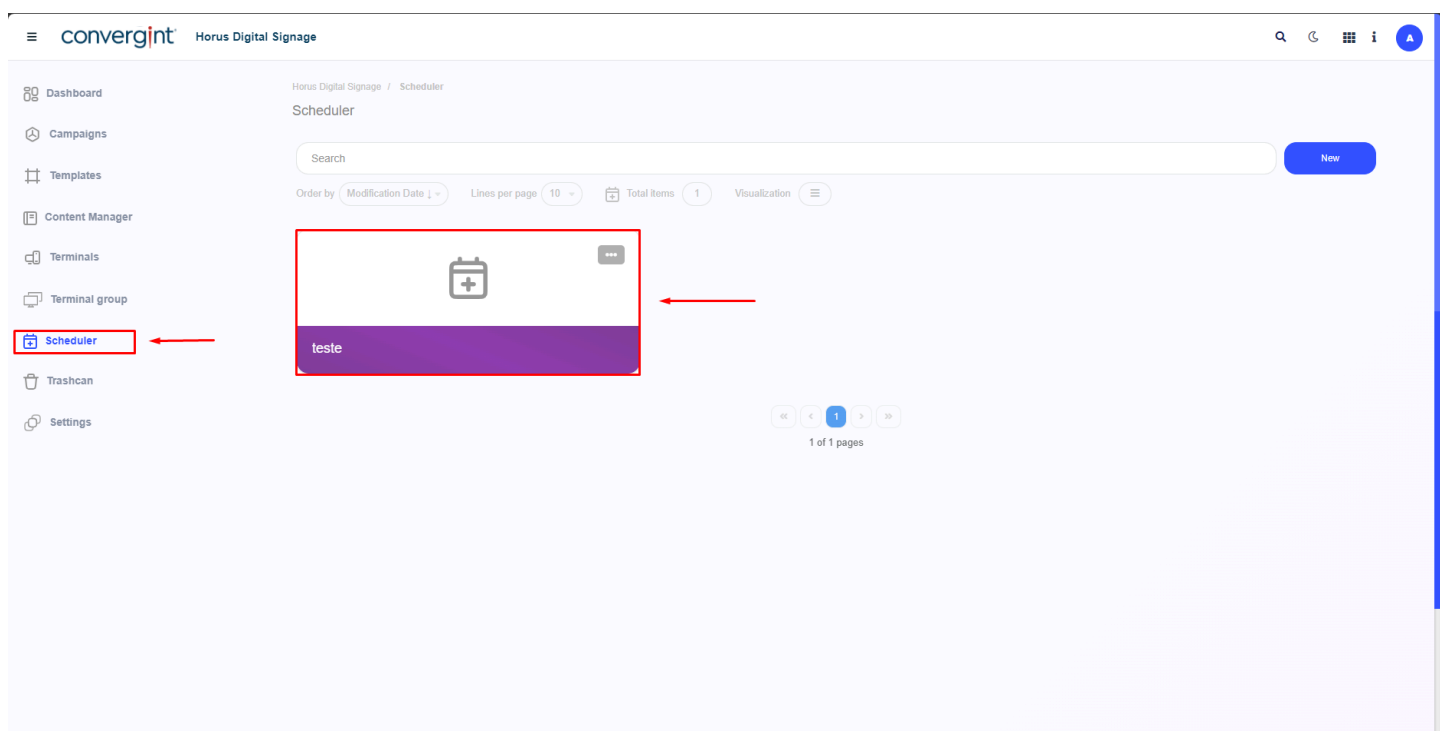 convergint Horus Digital Signage
A
Dashboard
Campaigns
Templates
Content Manager
Terminals
Terminal group
Scheduler
Trashcan
Settings
Horus Digital Signage / Scheduler
Scheduler
Search
New
Order by Modification Date ↓ Lines per page 10 Total items 1 Visualization
teste
« ‹ 1 › »
1 of 1 pages